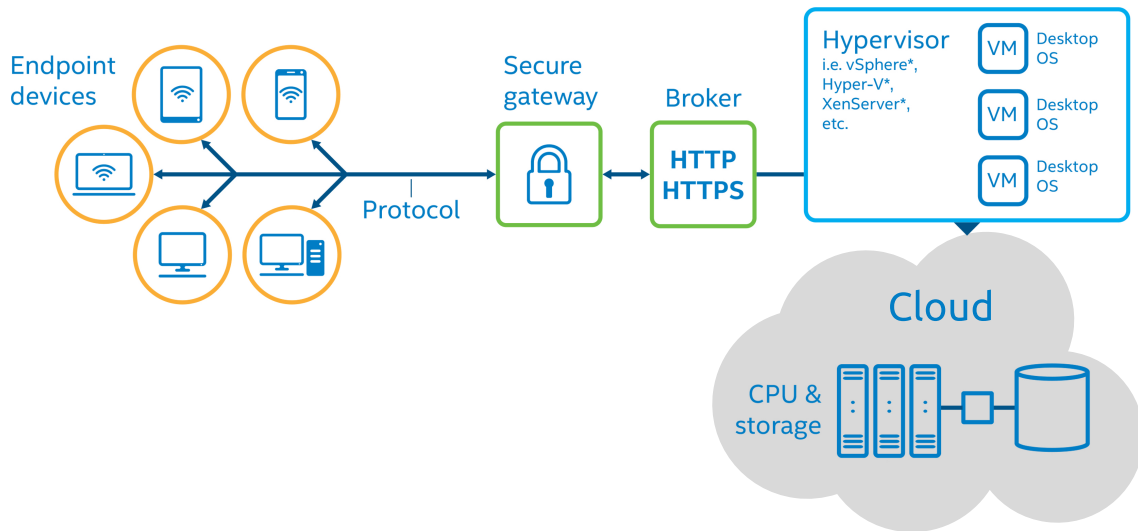 Endpoint
devices
Protocol
Secure
gateway
Broker
HTTP
HTTPS
Hypervisor
i.e. vSphere*,
Hyper-V*,
XenServer*,
etc.
VM
Desktop
OS
VM
Desktop
OS
VM
Desktop
OS
Cloud
CPU &
storage